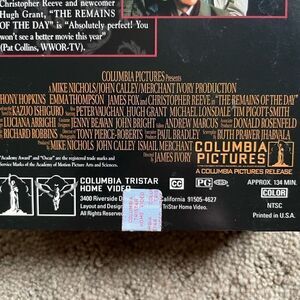 Christopher Reeve and newcomer
Hugh Grant, "THE REMAINS
OF THE DAY" is "Absolutely perfect! You
won't see a better movie this year"
(Pat Collins, WWOR-TV).
COLUMBIA PICTURES Presents
A MIKE NICHOLS/JOHN CALLEY/MERCHANT IVORY PRODUCTION
HONY HOPKINS EMMA THOMPSON JAMES FOX and CHRISTOPHER REEVE in "THE REMAINS OF THE DAY"
KAZUO ISHIGURO PETER VAUGHAN HUGH GRANT MICHAEL LONSDALE TIM PIGOTT-SMITH
LUCIANA ARRIGHI JENNY BEAVAN JOHN BRIGHT ANDREW MARCUS DONALD ROSENFELD
RICHARD ROBBINS TONY PIERCE-ROBERTS PAUL BRADLEY RUTH PRAWER JHABVALA
MIKE NICHOLS JOHN CALLEY ISMAIL MERCHANT
JAMES IVORY
COLUMBIA
PICTURES
A COLUMBIA PICTURES RELEASE
"Academy Award" and "Oscar" are the registered trade marks and
Service Marks of the Academy of Motion Picture Arts and Sciences.
COLUMBIA TRISTAR
HOME VIDEO
3400 Riverside California 91505-4627
Layout and Design TriStar Home Video.
All Rights Reserved.
CC
PG
APPROX. 134 MIN.
COLOR
NTSC
Printed in U.S.A.